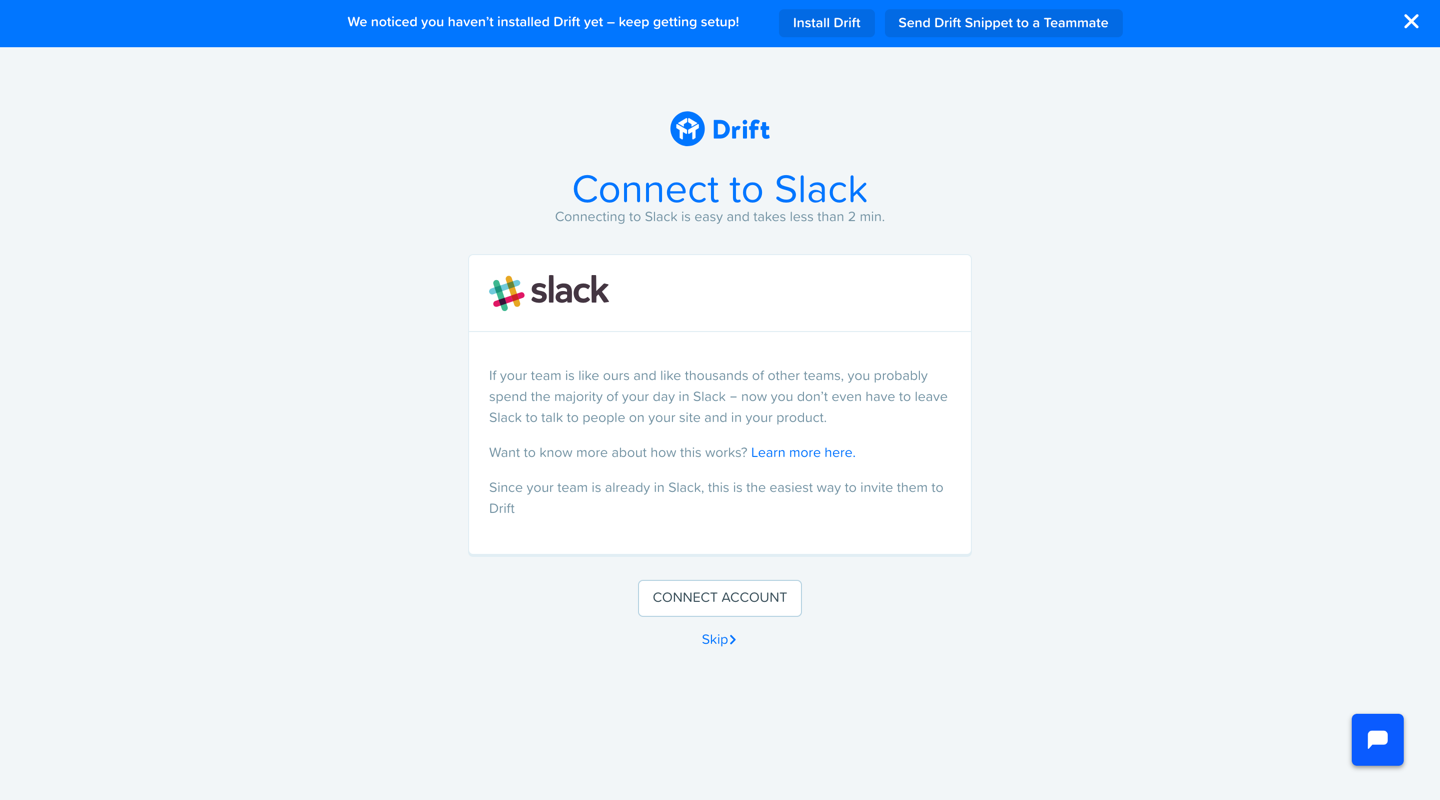 We noticed you haven’t installed Drift yet – keep getting setup!
Install Drift
Send Drift Snippet to a Teammate
Drift
Connect to Slack
Connecting to Slack is easy and takes less than 2 min.
slack
If your team is like ours and like thousands of other teams, you probably
spend the majority of your day in Slack – now you don’t even have to leave
Slack to talk to people on your site and in your product.
Want to know more about how this works? Learn more here.
Since your team is already in Slack, this is the easiest way to invite them to
Drift
CONNECT ACCOUNT
Skip